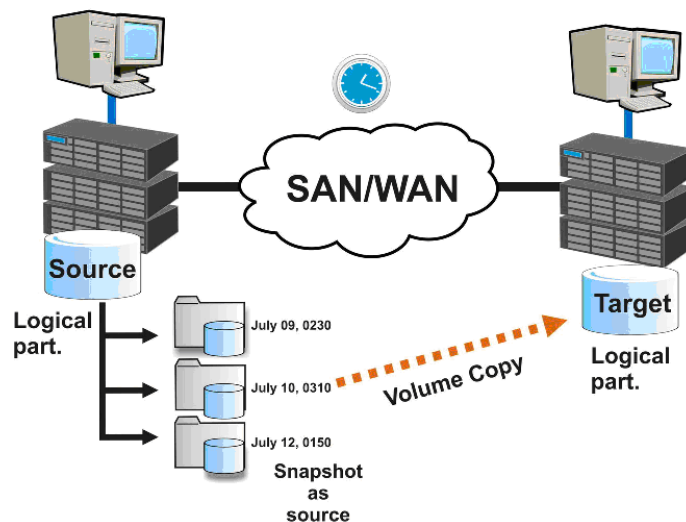 SAN/WAN
Source
Target
Logical
part.
July 09, 0230
July 10, 0310
July 12, 0150
Snapshot
as
source
Volume Copy
Logical
part.